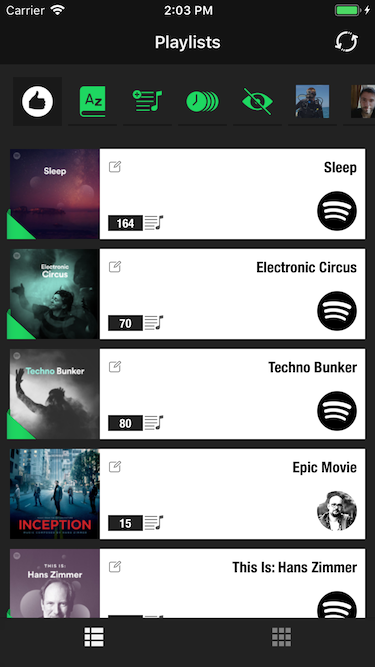 Carrier 2:03 PM
Playlists
Az
Sleep
Sleep
164
Electronic
Circus
Electronic Circus
70
Techno Bunker
Techno Bunker
80
INCEPTION
Epic Movie
15
THIS IS:
Hans Zimmer
This Is: Hans Zimmer